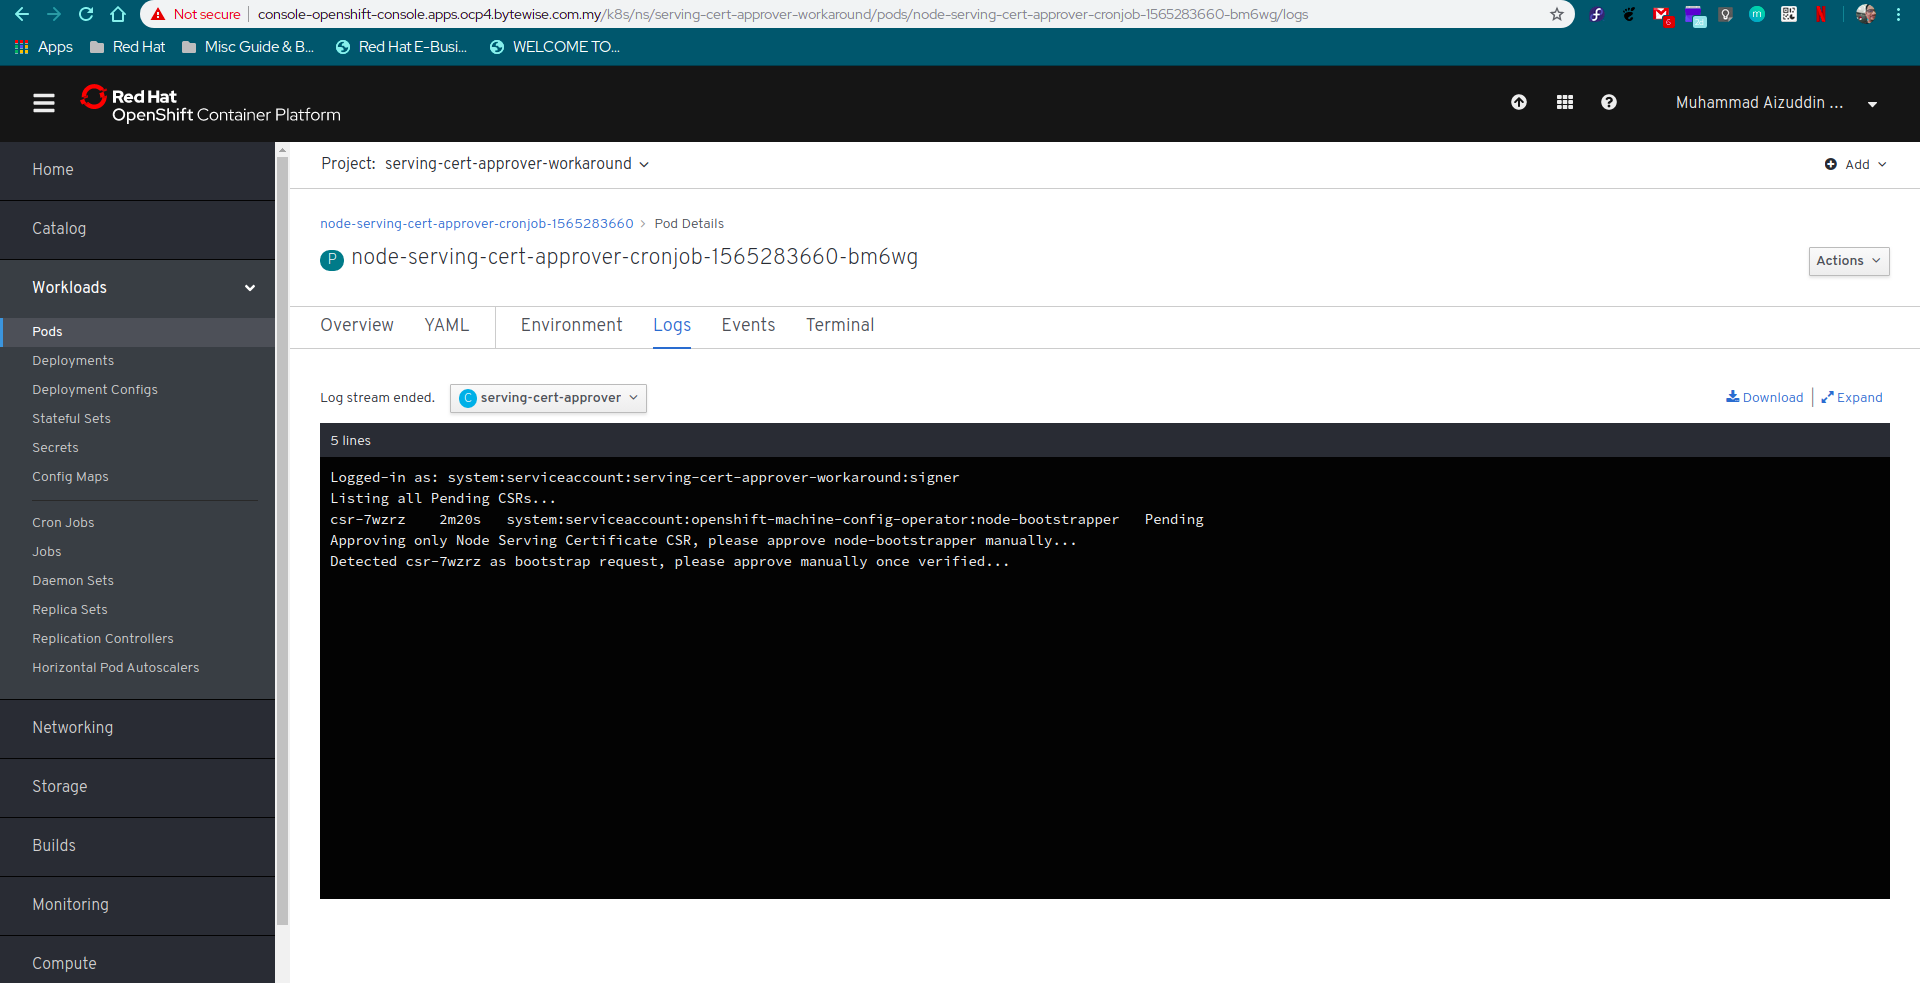 Not secure
console-openshift-console.apps.ocp4.bytewise.com.my/k8s/ns/serving-cert-approver-workaround/pods/node-serving-cert-approver-cronjob-1565283660-bm6wg/logs
Apps Red Hat Misc Guide & B... Red Hat E-Busi... WELCOME TO...
Red Hat
OpenShift Container Platform
Muhammad Aizuddin ...
Home
Catalog
Workloads
Pods
Deployments
Deployment Configs
Stateful Sets
Secrets
Config Maps
Cron Jobs
Jobs
Daemon Sets
Replica Sets
Replication Controllers
Horizontal Pod Autoscalers
Networking
Storage
Builds
Monitoring
Compute
Project: serving-cert-approver-workaround
Add
node-serving-cert-approver-cronjob-1565283660 > Pod Details
P node-serving-cert-approver-cronjob-1565283660-bm6wg
Actions
Overview YAML Environment Logs Events Terminal
Log stream ended. C serving-cert-approver
Download Expand
5 lines
Logged-in as: system:serviceaccount:serving-cert-approver-workaround:signer
Listing all Pending CSRs...
csr-7wzrz 2m20s system:serviceaccount:openshift-machine-config-operator:node-bootstrapper Pending
Approving only Node Serving Certificate CSR, please approve node-bootstrapper manually...
Detected csr-7wzrz as bootstrap request, please approve manually once verified...